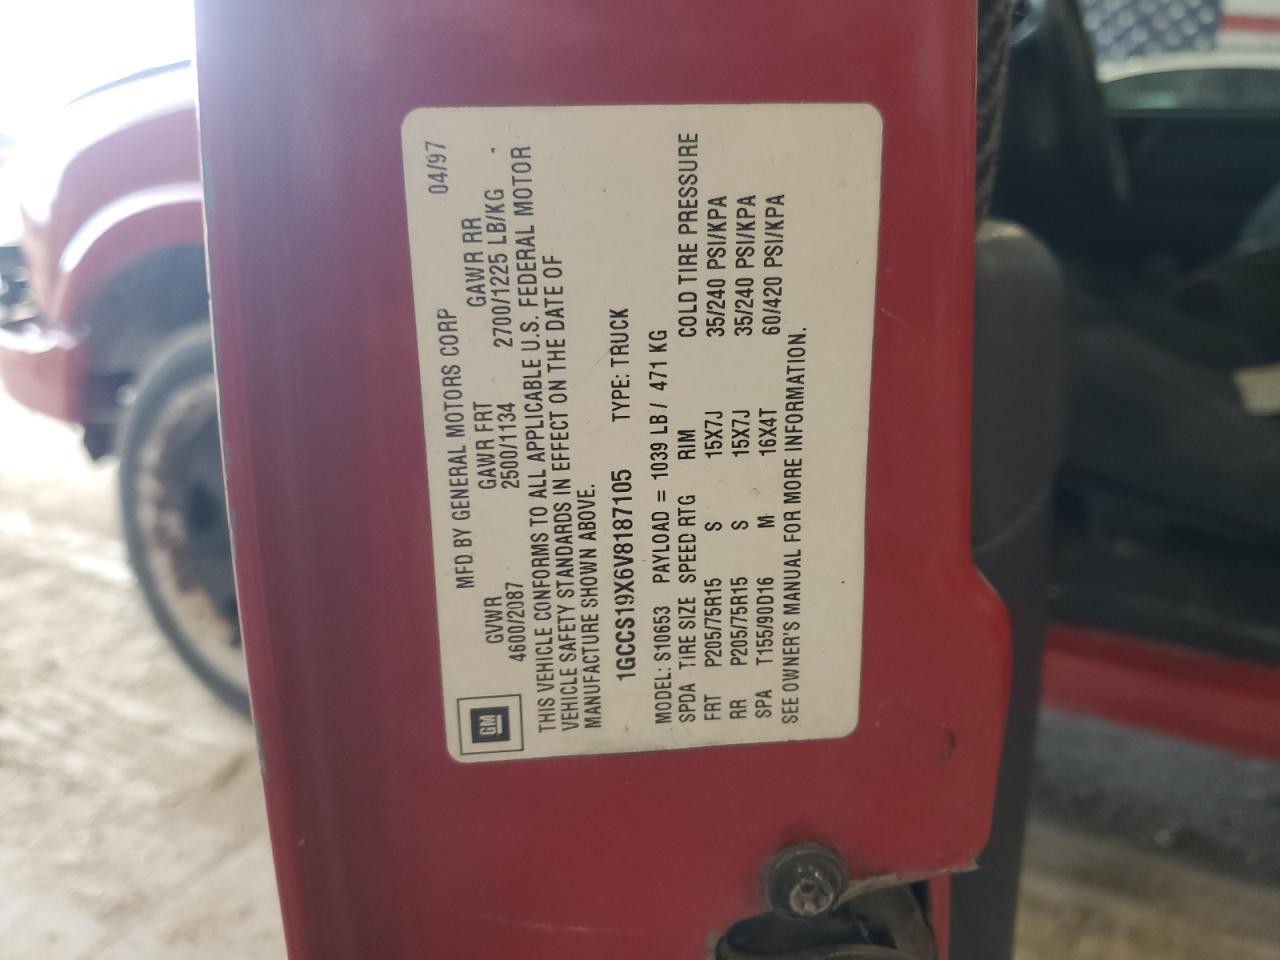 GM
MFD BY GENERAL MOTORS CORP 04/97
GVWR GAWR FRT GAWR RR
4600/2087 2500/1134 2700/1225 LB/KG
THIS VEHICLE CONFORMS TO ALL APPLICABLE U.S. FEDERAL MOTOR
VEHICLE SAFETY STANDARDS IN EFFECT ON THE DATE OF
MANUFACTURE SHOWN ABOVE.
1GCCS19X6V8187105 TYPE: TRUCK
MODEL: S10653 PAYLOAD = 1039 LB / 471 KG
SPDA TIRE SIZE SPEED RTG RIM COLD TIRE PRESSURE
FRT P205/75R15 S 15X7J 35/240 PSI/KPA
RR P205/75R15 S 15X7J 35/240 PSI/KPA
SPA T155/90D16 M 16X4T 60/420 PSI/KPA
SEE OWNER'S MANUAL FOR MORE INFORMATION.